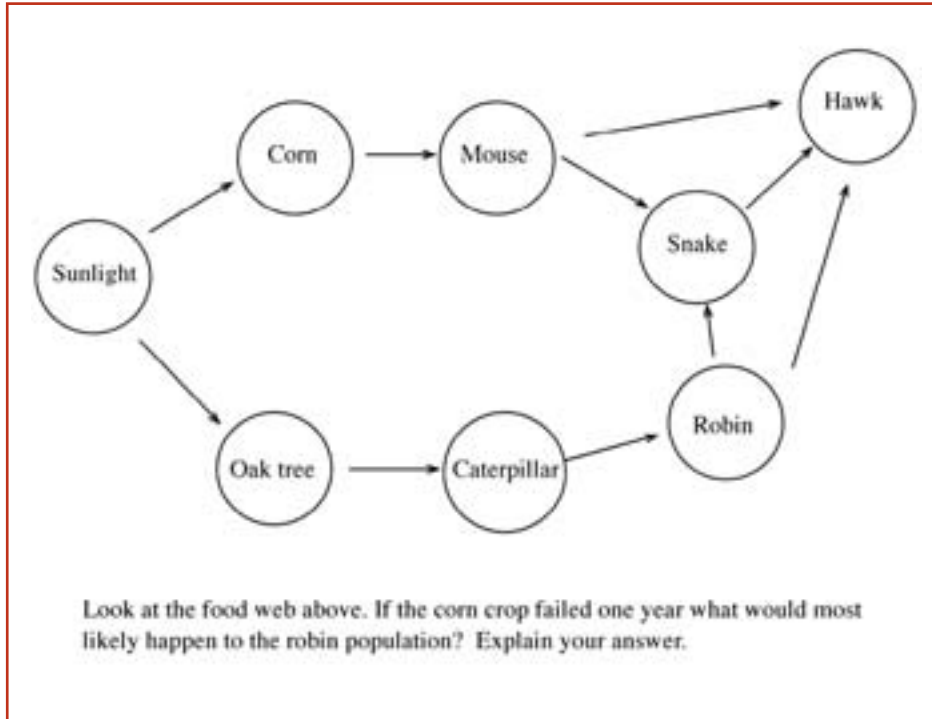 Hawk
Corn
Mouse
Snake
Sunlight
Robin
Oak tree
Caterpillar
Look at the food web above. If the corn crop failed one year what would most
likely happen to the robin population?  Explain your answer.